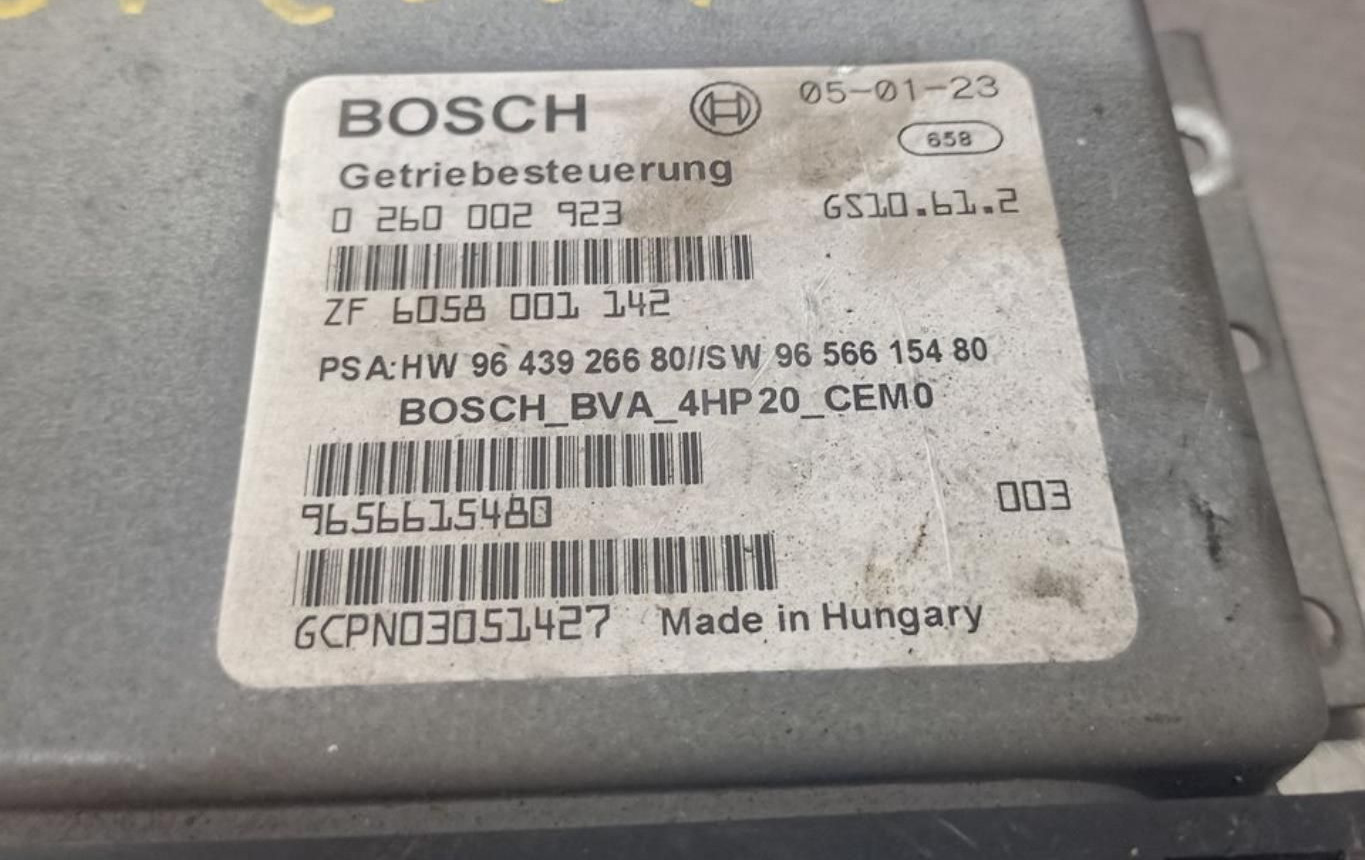 BOSCH 05-01-23
658
Getriebesteuerung
0 260 002 923 GS10.61.2
ZF 6058 001 142
PSA:HW 96 439 266 80//SW 96 566 154 80
BOSCH_BVA_4HP20_CEM0
9656615480 003
GCPN03051427 Made in Hungary